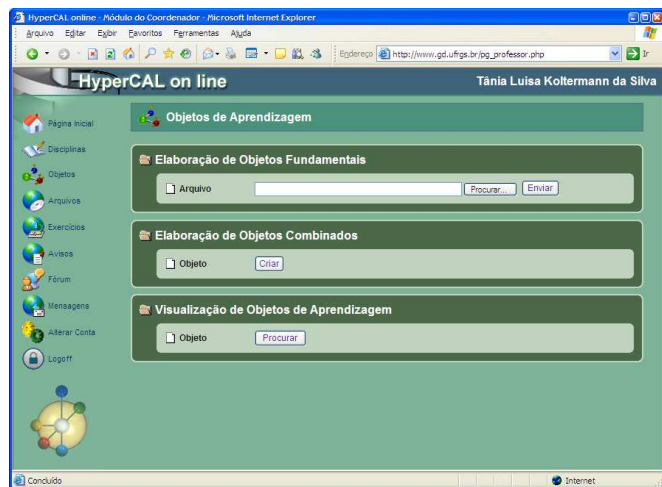 HyperCAL online - Módulo do Coordenador - Microsoft Internet Explorer
Arquivo Editar Exibir Favoritos Ferramentas Ajuda
Endereço http://www.gd.ufrgs.br/pg_professor.php Ir
HyperCAL on line
Tânia Luisa Koltermann da Silva
Página Inicial
Disciplinas
Objetos
Arquivos
Exercícios
Avisos
Fórum
Mensagens
Alterar Conta
Logoff
Objetos de Aprendizagem
Elaboração de Objetos Fundamentais
Arquivo Procurar... Enviar
Elaboração de Objetos Combinados
Objeto Criar
Visualização de Objetos de Aprendizagem
Objeto Procurar
Concluído Internet